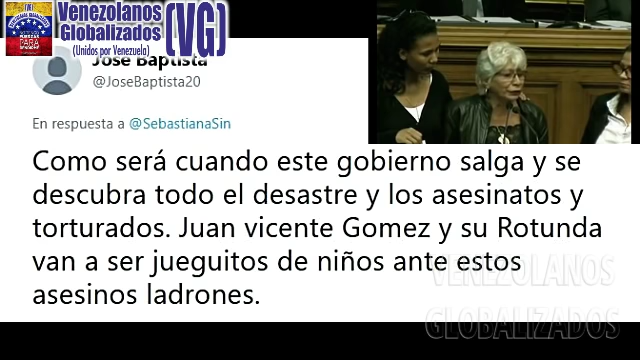 Venezolanos
Globalizados
(Unidos por Venezuela)
(VG)
Jose Baptista
@JoseBaptista20
En respuesta a @SebastianaSin
Como será cuando este gobierno salga y se
descubra todo el desastre y los asesinatos y
torturados. Juan vicente Gomez y su Rotunda
van a ser jueguitos de niños ante estos
asesinos ladrones.
VENEZOLANOS
GLOBALIZADOS